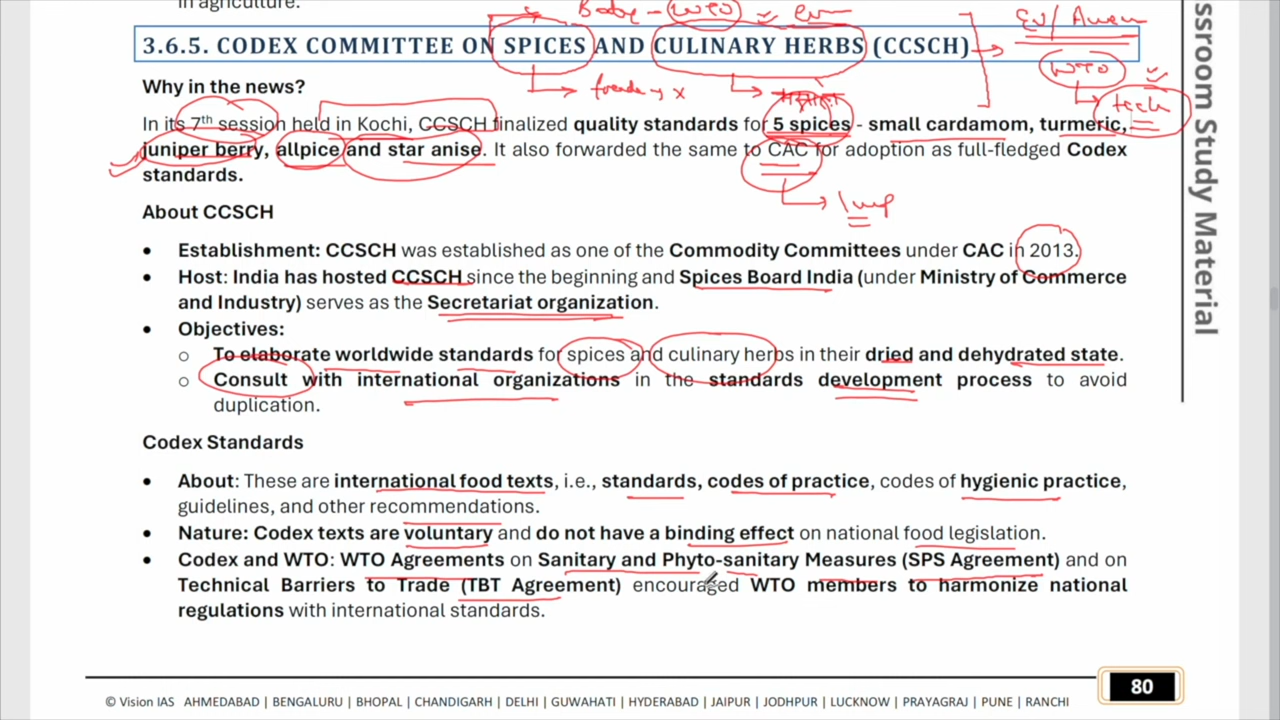 in agriculture.
Body - WTO
3.6.5. CODEX COMMITTEE ON SPICES AND CULINARY HERBS (CCSCH)
WTO
tech
Why in the news?
In its 7th session held in Kochi, CCSCH finalized quality standards for 5 spices - small cardamom, turmeric,
juniper berry, allpice and star anise. It also forwarded the same to CAC for adoption as full-fledged Codex
standards.
Imp
About CCSCH
• Establishment: CCSCH was established as one of the Commodity Committees under CAC in 2013.
• Host: India has hosted CCSCH since the beginning and Spices Board India (under Ministry of Commerce
and Industry) serves as the Secretariat organization.
• Objectives:
○ To elaborate worldwide standards for spices and culinary herbs in their dried and dehydrated state.
○ Consult with international organizations in the standards development process to avoid
duplication.
Codex Standards
• About: These are international food texts, i.e., standards, codes of practice, codes of hygienic practice,
guidelines, and other recommendations.
• Nature: Codex texts are voluntary and do not have a binding effect on national food legislation.
• Codex and WTO: WTO Agreements on Sanitary and Phyto-sanitary Measures (SPS Agreement) and on
Technical Barriers to Trade (TBT Agreement) encouraged WTO members to harmonize national
regulations with international standards.
ssroom Study Material
80
© Vision IAS AHMEDABAD | BENGALURU | BHOPAL | CHANDIGARH | DELHI | GUWAHATI | HYDERABAD | JAIPUR | JODHPUR | LUCKNOW | PRAYAGRAJ | PUNE | RANCHI